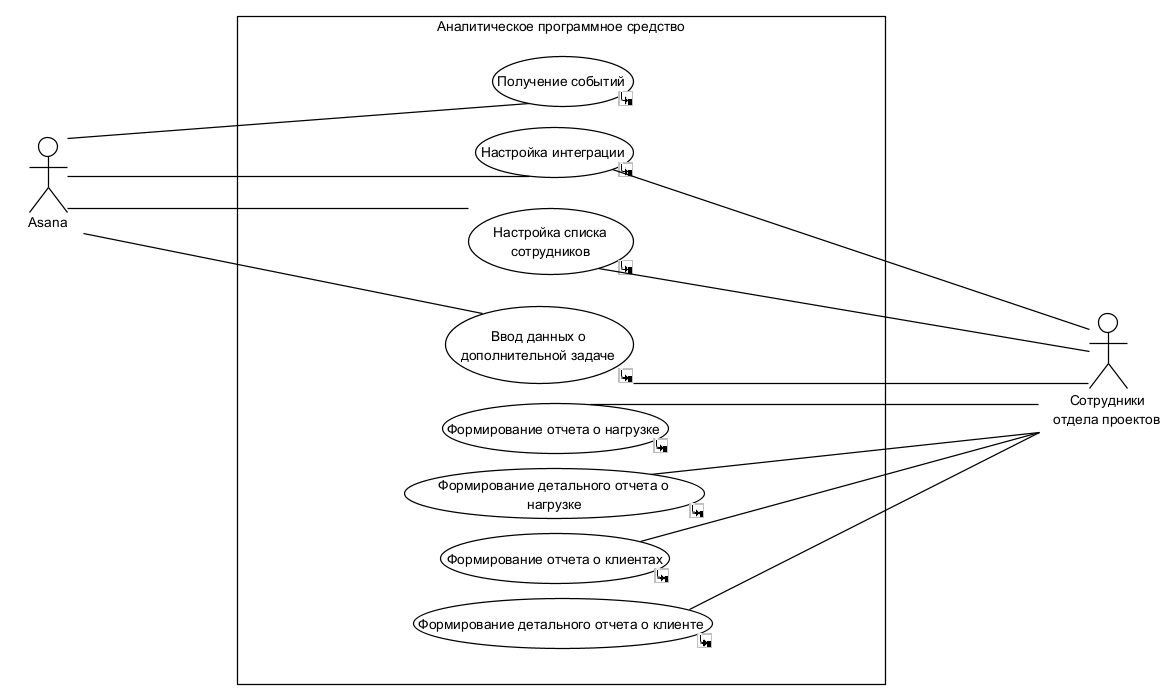 Аналитическое программное средство
Получение событий
Настройка интеграции
Asana
Настройка списка
сотрудников
Ввод данных о
дополнительной задаче
Сотрудники
отдела проектов
Формирование отчета о нагрузке
Формирование детального отчета о
нагрузке
Формирование отчета о клиентах
Формирование детального отчета о клиенте